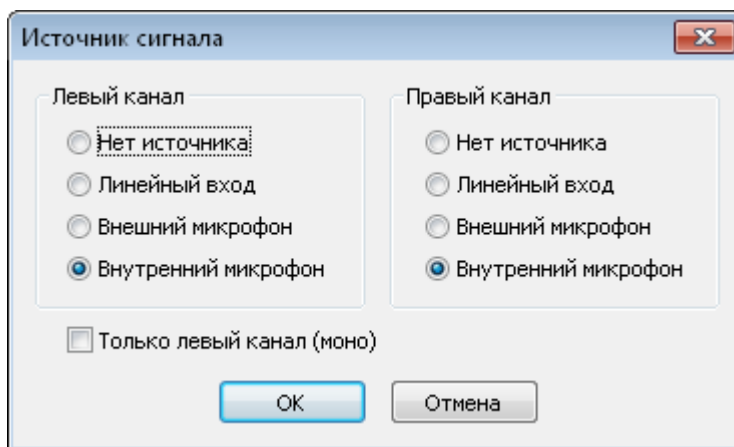 Источник сигнала
Левый канал
Нет источника
Линейный вход
Внешний микрофон
Внутренний микрофон
Правый канал
Нет источника
Линейный вход
Внешний микрофон
Внутренний микрофон
Только левый канал (моно)
OK
Отмена